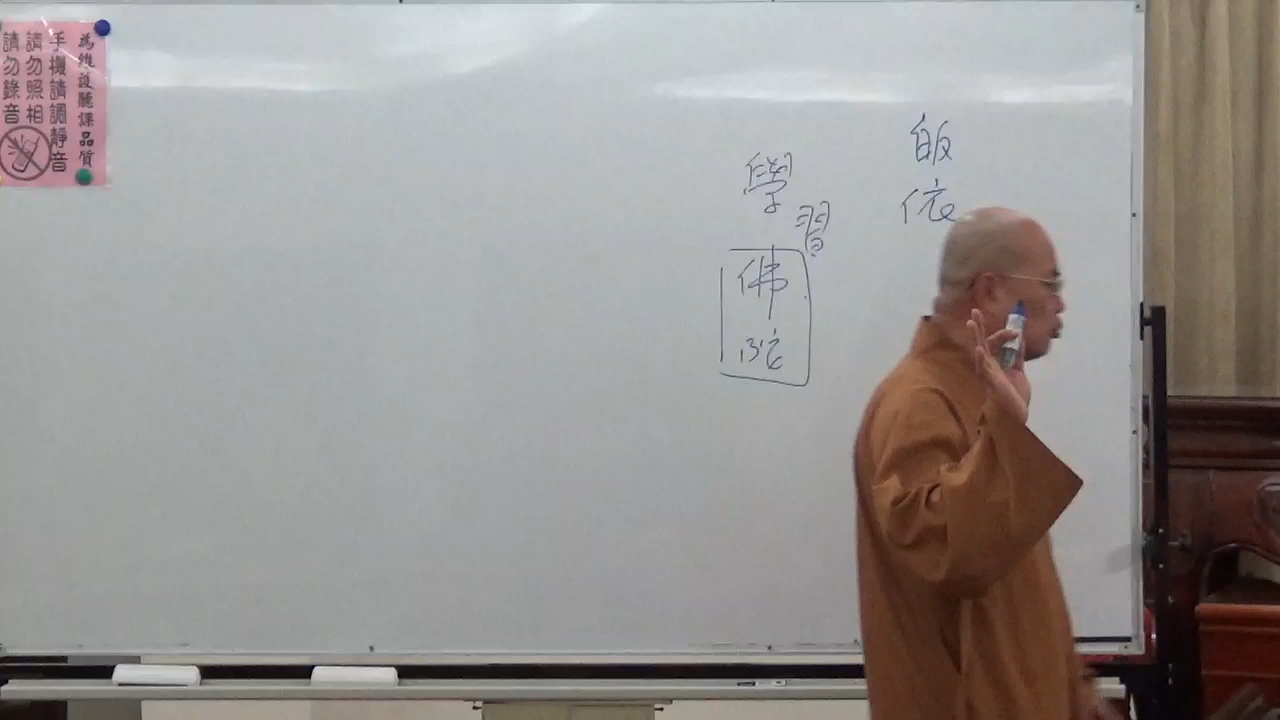 為維護聽課品質
手機請調靜音
請勿照相
請勿錄音
皈依
學習
佛陀